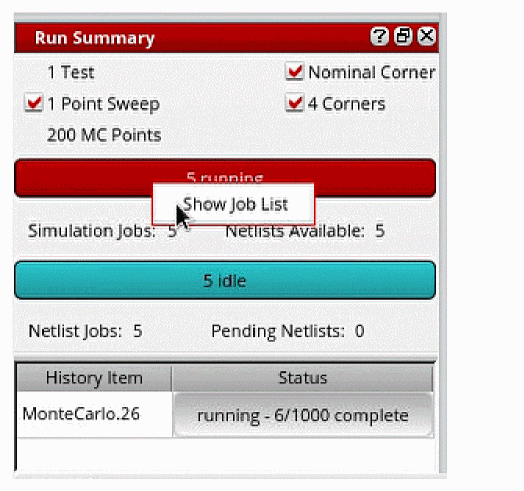 Run Summary
1 Test
Nominal Corner
1 Point Sweep
4 Corners
200 MC Points
5 running
Show Job List
Simulation Jobs: 5
Netlists Available: 5
5 idle
Netlist Jobs: 5
Pending Netlists: 0
History Item
Status
MonteCarlo.26
running - 6/1000 complete